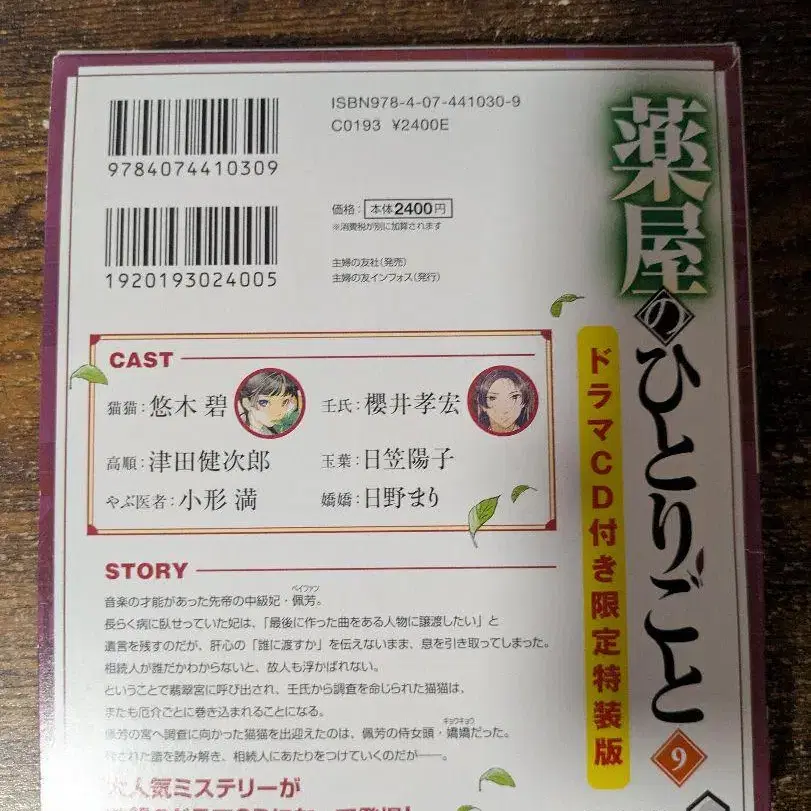 9784074410309
ISBN978-4-07-441030-9
C0193 ¥2400E
1920193024005
価格：本体2400円
※消費税が別に加算されます
主婦の友社（発売）
主婦の友インフォス（発行）
薬屋のひとりごと 9
ドラマCD付き限定特装版
CAST
猫猫：悠木 碧
壬氏：櫻井孝宏
高順：津田健次郎
玉葉：日笠陽子
やぶ医者：小形 満
嬌嬌：日野まり
STORY
ペイファン
音楽の才能があった先帝の中級妃・佩芳。
長らく病に臥せっていた妃は、「最後に作った曲をある人物に譲渡したい」と
遺言を残すのだが、肝心の「誰に渡すか」を伝えないまま、息を引き取ってしまった。
相続人が誰だかわからないと、故人も浮かばれない。
ということで翡翠宮に呼び出され、壬氏から調査を命じられた猫猫は、
またも厄介ごとに巻き込まれることになる。
キョウキョウ
佩芳の宮へ調査に向かった猫猫を出迎えたのは、佩芳の侍女頭・嬌嬌だった。
残された譜を読み解き、相続人にあたりをつけていくのだが――。
大人気ミステリーが